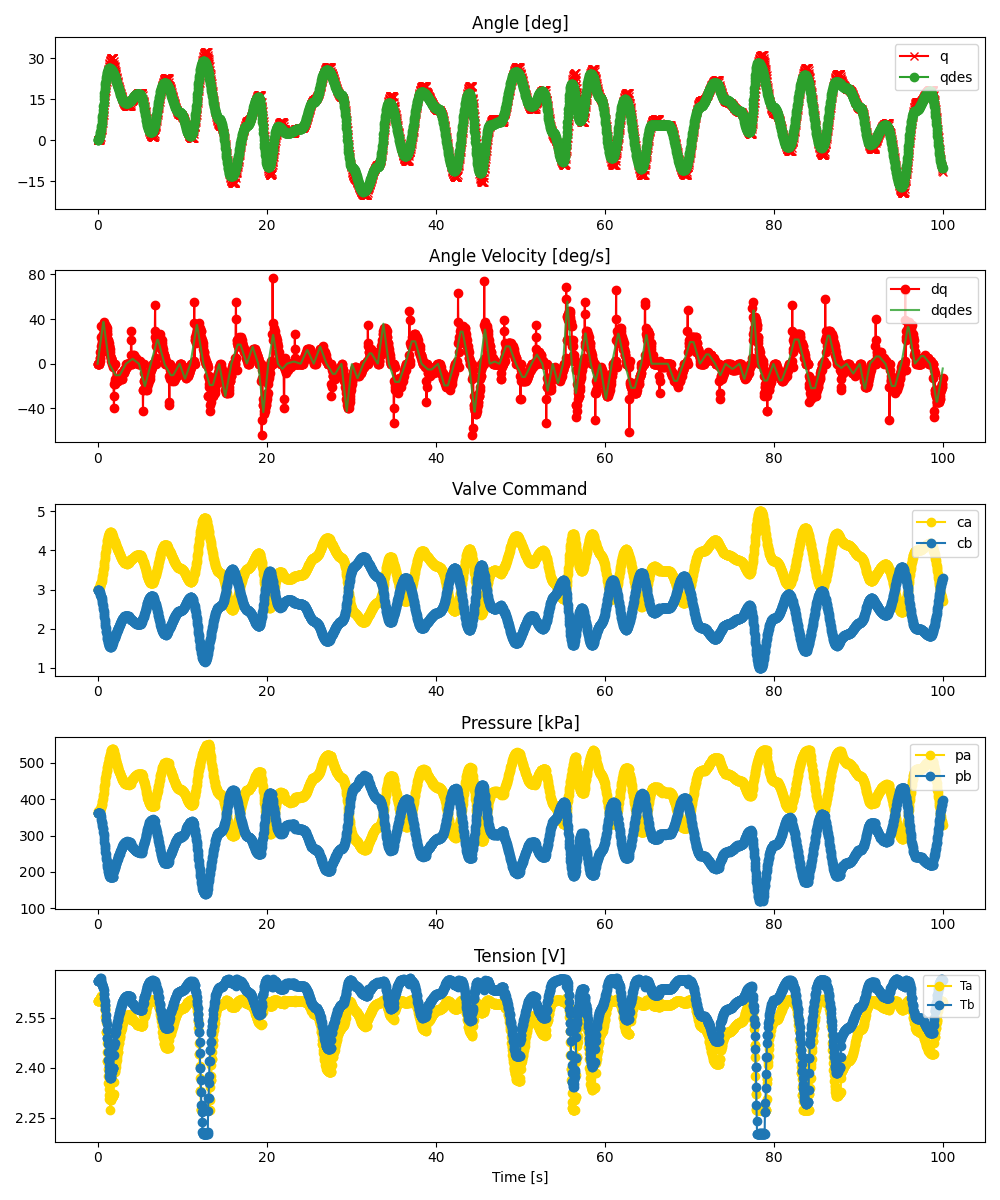 Angle [deg]
30
15
0
−15
q
qdes
0 20 40 60 80 100
Angle Velocity [deg/s]
80
40
0
−40
dq
dqdes
0 20 40 60 80 100
Valve Command
5
4
3
2
1
ca
cb
0 20 40 60 80 100
Pressure [kPa]
500
400
300
200
100
pa
pb
0 20 40 60 80 100
Tension [V]
2.55
2.40
2.25
Ta
Tb
0 20 40 60 80 100
Time [s]